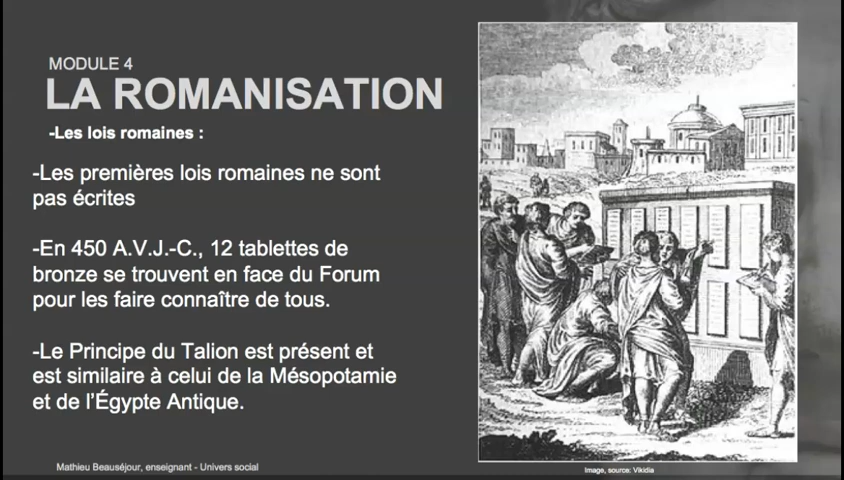 MODULE 4
LA ROMANISATION
-Les lois romaines :
-Les premières lois romaines ne sont
pas écrites
-En 450 A.V.J.-C., 12 tablettes de
bronze se trouvent en face du Forum
pour les faire connaître de tous.
-Le Principe du Talion est présent et
est similaire à celui de la Mésopotamie
et de l'Égypte Antique.
Mathieu Beauséjour, enseignant - Univers social
Image, source: Vikidia